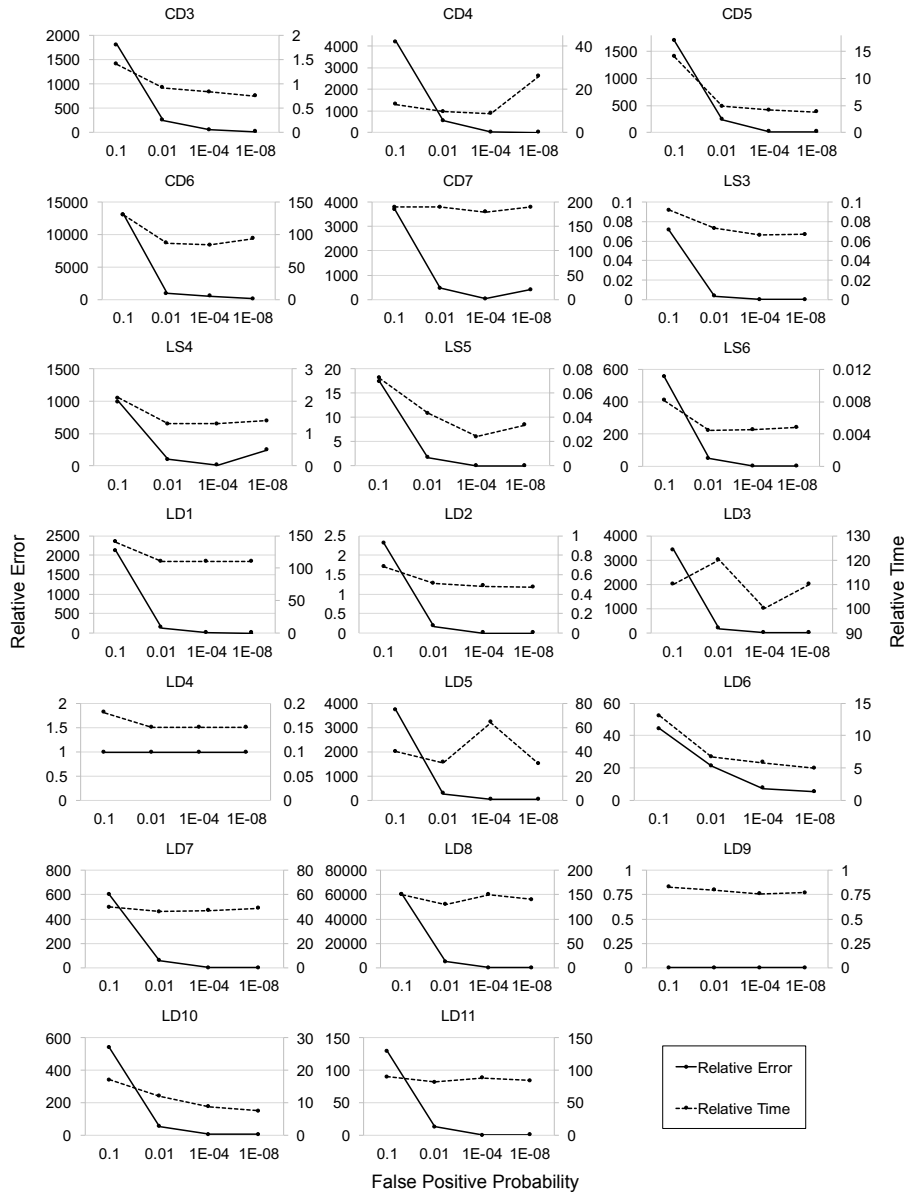 CD3 CD4 CD5
2000 2 4000 40 1500 15
1500 1.5 3000
1000 1 2000 20 1000 10
500 0.5 1000 500 5
0 0 0 0 0 0
0.1 0.01 1E-04 1E-08 0.1 0.01 1E-04 1E-08 0.1 0.01 1E-04 1E-08
CD6 CD7 LS3
15000 150 4000 200 0.1 0.1
10000 100 3000 150 0.08 0.08
2000 100 0.06 0.06
5000 50 1000 50 0.04 0.04
0.02 0.02
0 0 0 0 0 0
0.1 0.01 1E-04 1E-08 0.1 0.01 1E-04 1E-08 0.1 0.01 1E-04 1E-08
LS4 LS5 LS6
1500 3 20 0.08 600 0.012
1000 2 15 0.06 400 0.008
10 0.04
500 1 5 0.02 200 0.004
0 0 0 0 0 0
0.1 0.01 1E-04 1E-08 0.1 0.01 1E-04 1E-08 0.1 0.01 1E-04 1E-08
Relative Error
Relative Time
LD1 LD2 LD3
2500 150 2.5 1 4000 130
2000 2 0.8 3000 120
1500 100 1.5 0.6 2000 110
1000 50 1 0.4 1000 100
500 0.5 0.2
0 0 0 0 0 90
0.1 0.01 1E-04 1E-08 0.1 0.01 1E-04 1E-08 0.1 0.01 1E-04 1E-08
LD4 LD5 LD6
2 0.2 4000 80 60 15
1.5 0.15 3000 60 40 10
1 0.1 2000 40
0.5 0.05 1000 20 20 5
0 0 0 0 0 0
0.1 0.01 1E-04 1E-08 0.1 0.01 1E-04 1E-08 0.1 0.01 1E-04 1E-08
LD7 LD8 LD9
800 80 80000 200 1 1
600 60 60000 150 0.75 0.75
400 40 40000 100 0.5 0.5
200 20 20000 50 0.25 0.25
0 0 0 0 0 0
0.1 0.01 1E-04 1E-08 0.1 0.01 1E-04 1E-08 0.1 0.01 1E-04 1E-08
LD10 LD11
600 30 150 150
400 20 100 100
200 10 50 50
0 0 0 0
0.1 0.01 1E-04 1E-08 0.1 0.01 1E-04 1E-08
Relative Error
Relative Time
False Positive Probability